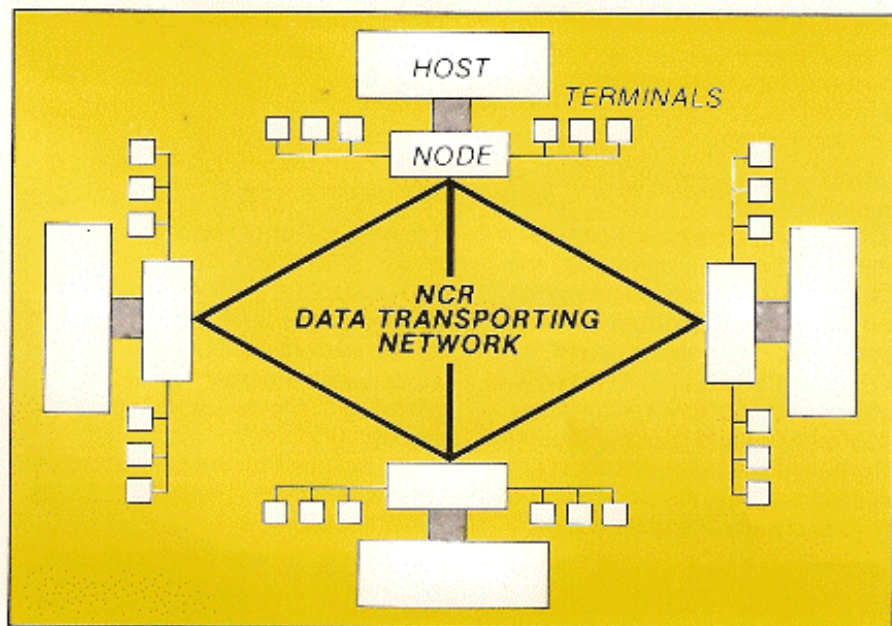 HOST
TERMINALS
NODE
NCR
DATA TRANSPORTING
NETWORK